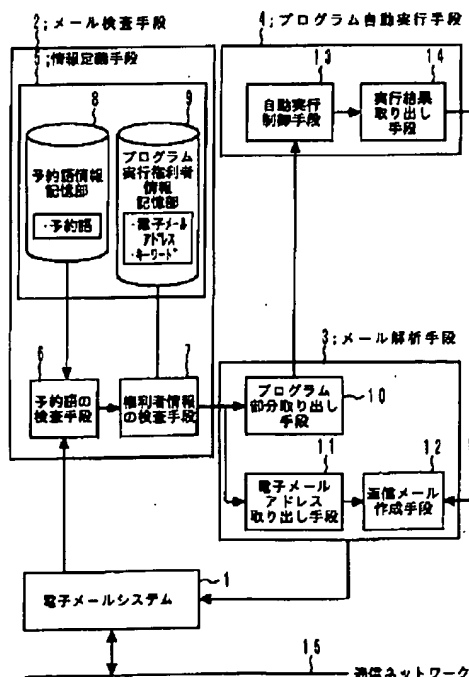 2;メール検査手段
5;情報定義手段
8
9
予約語情報
記憶部
・予約語
プログラム
実行権利者
情報
記憶部
・電子メール
アドレス
・キーワード
6
予約語の
検査手段
7
権利者情報
の検査手段
4;プログラム自動実行手段
13
自動実行
制御手段
14
実行結果
取り出し
手段
3;メール解析手段
プログラム
部分取り出し
手段
10
11
電子メール
アドレス
取り出し手段
12
返信メール
作成手段
1
電子メールシステム
15
通信ネットワーク